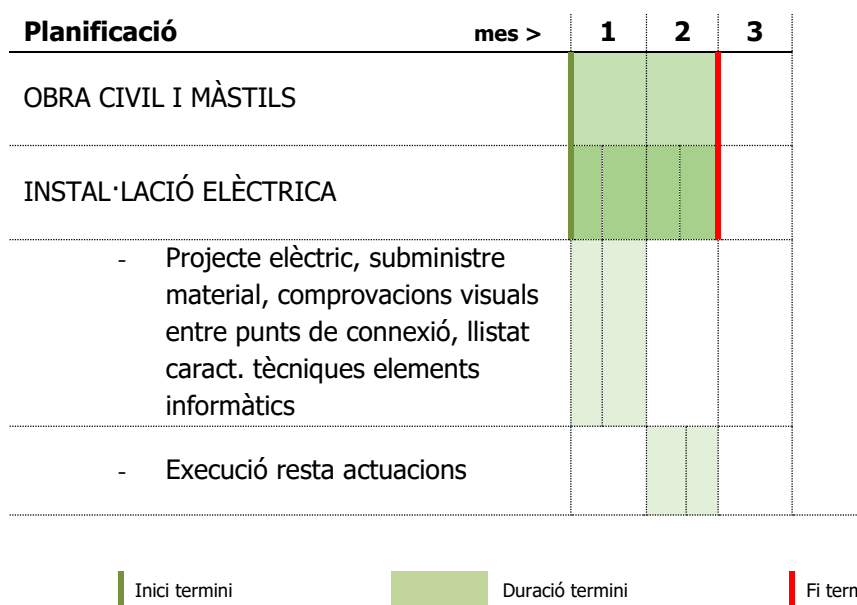 Planificació mes > 1 2 3
OBRA CIVIL I MÀSTILS
INSTAL·LACIÓ ELÈCTRICA
- Projecte elèctric, subministre
material, comprovacions visuals
entre punts de connexió, llistat
caract. tècniques elements
informàtics
- Execució resta actuacions
Inici termini Duració termini Fi